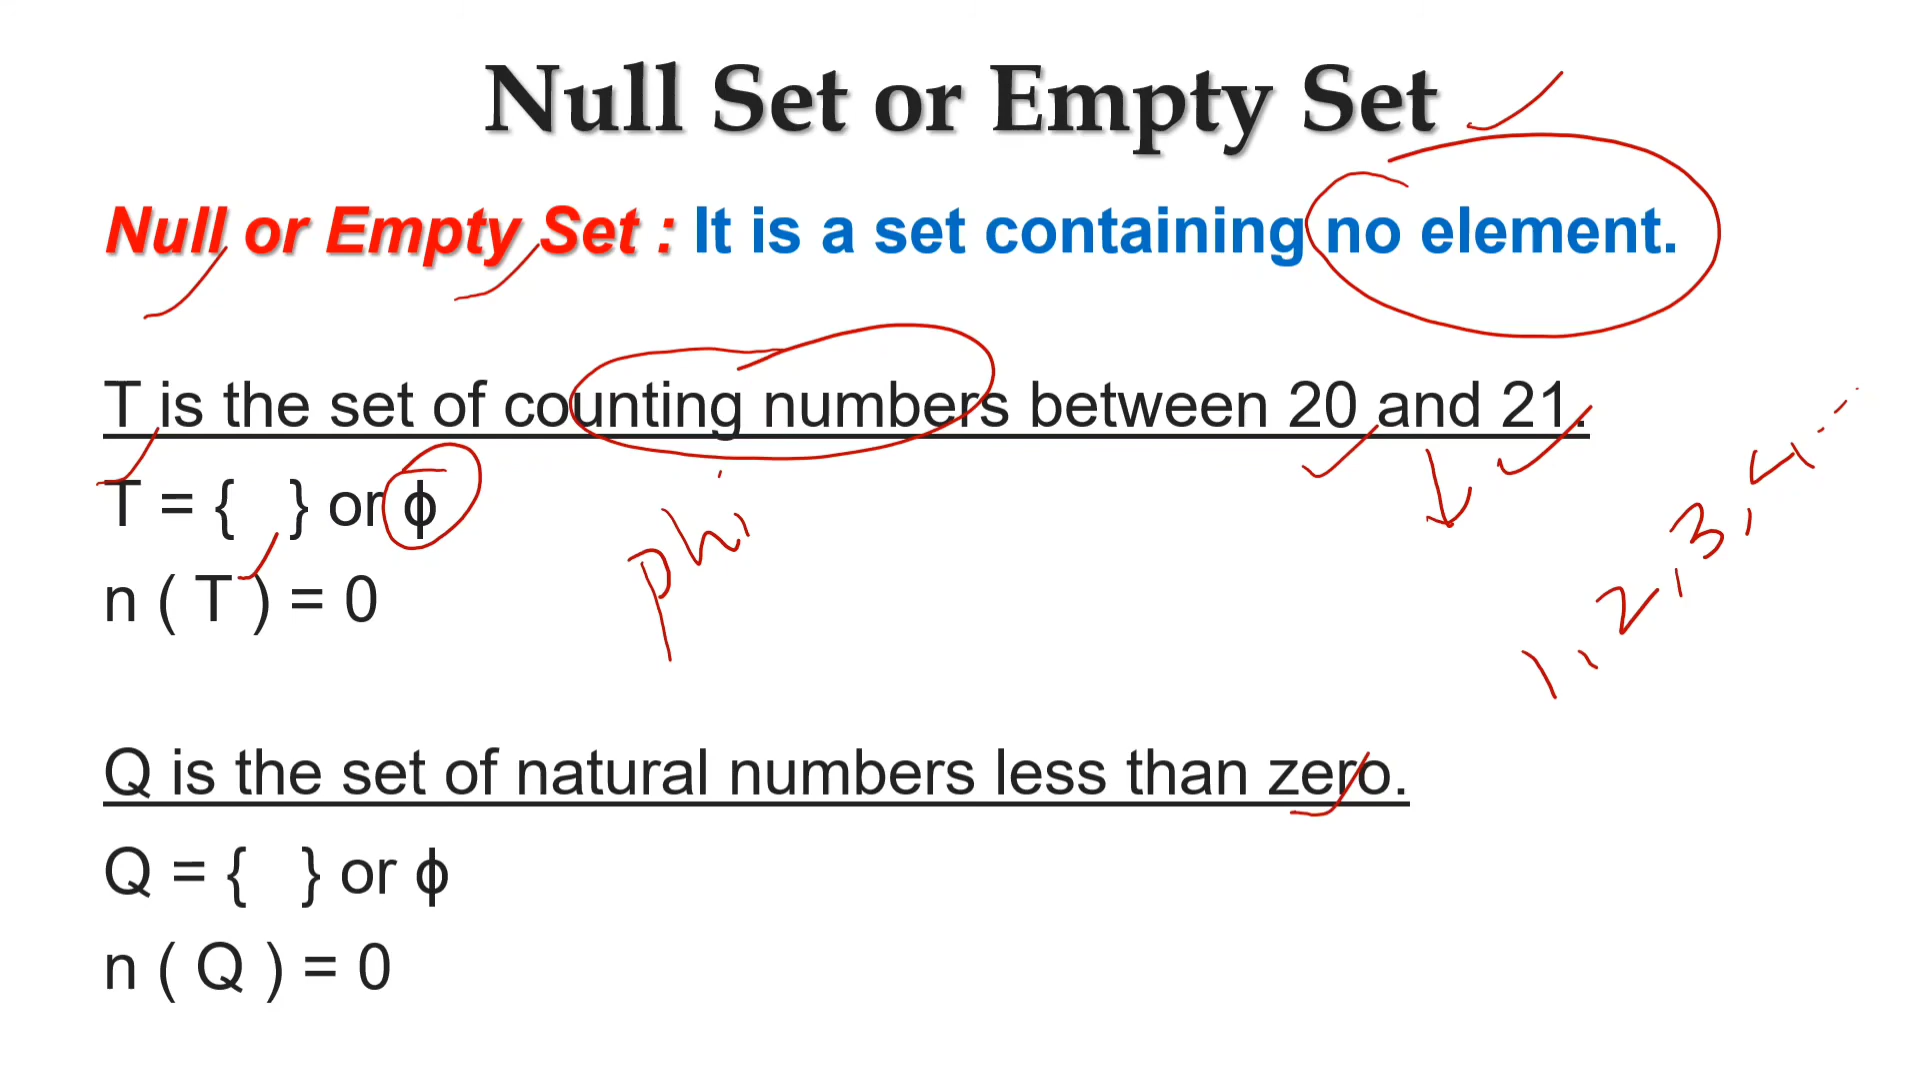 Null Set or Empty Set
Null or Empty Set : It is a set containing no element.
T is the set of counting numbers between 20 and 21.
T = {  } or ϕ
phi
n ( T ) = 0
1, 2, 3, 4 ...
Q is the set of natural numbers less than zero.
Q = {  } or ϕ
n ( Q ) = 0